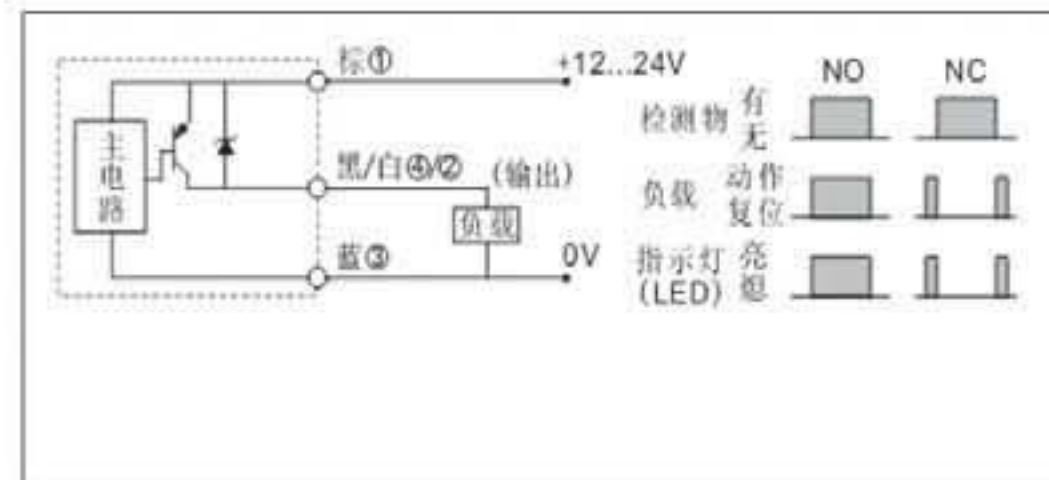 棕①
+12...24V
主电路
黑/白④/② (输出)
负载
蓝③
0V
NO NC
检测物 有 无
负载 动作 复位
指示灯 (LED) 亮